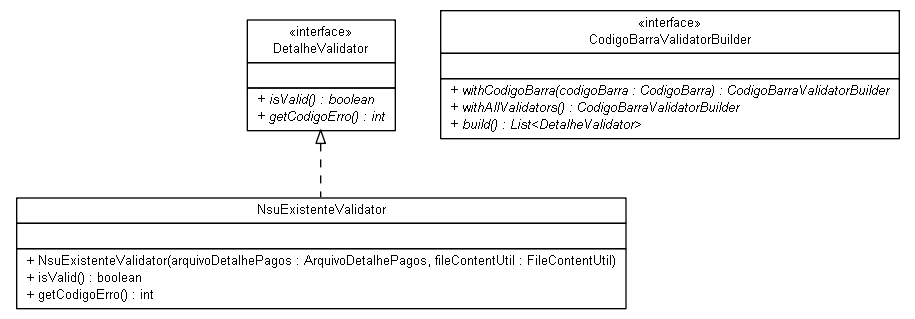 «interface»
DetalheValidator
+ isValid() : boolean
+ getCodigoErro() : int
«interface»
CodigoBarraValidatorBuilder
+ withCodigoBarra(codigoBarra : CodigoBarra) : CodigoBarraValidatorBuilder
+ withAllValidators() : CodigoBarraValidatorBuilder
+ build() : List<DetalheValidator>
NsuExistenteValidator
+ NsuExistenteValidator(arquivoDetalhePagos : ArquivoDetalhePagos, fileContentUtil : FileContentUtil)
+ isValid() : boolean
+ getCodigoErro() : int